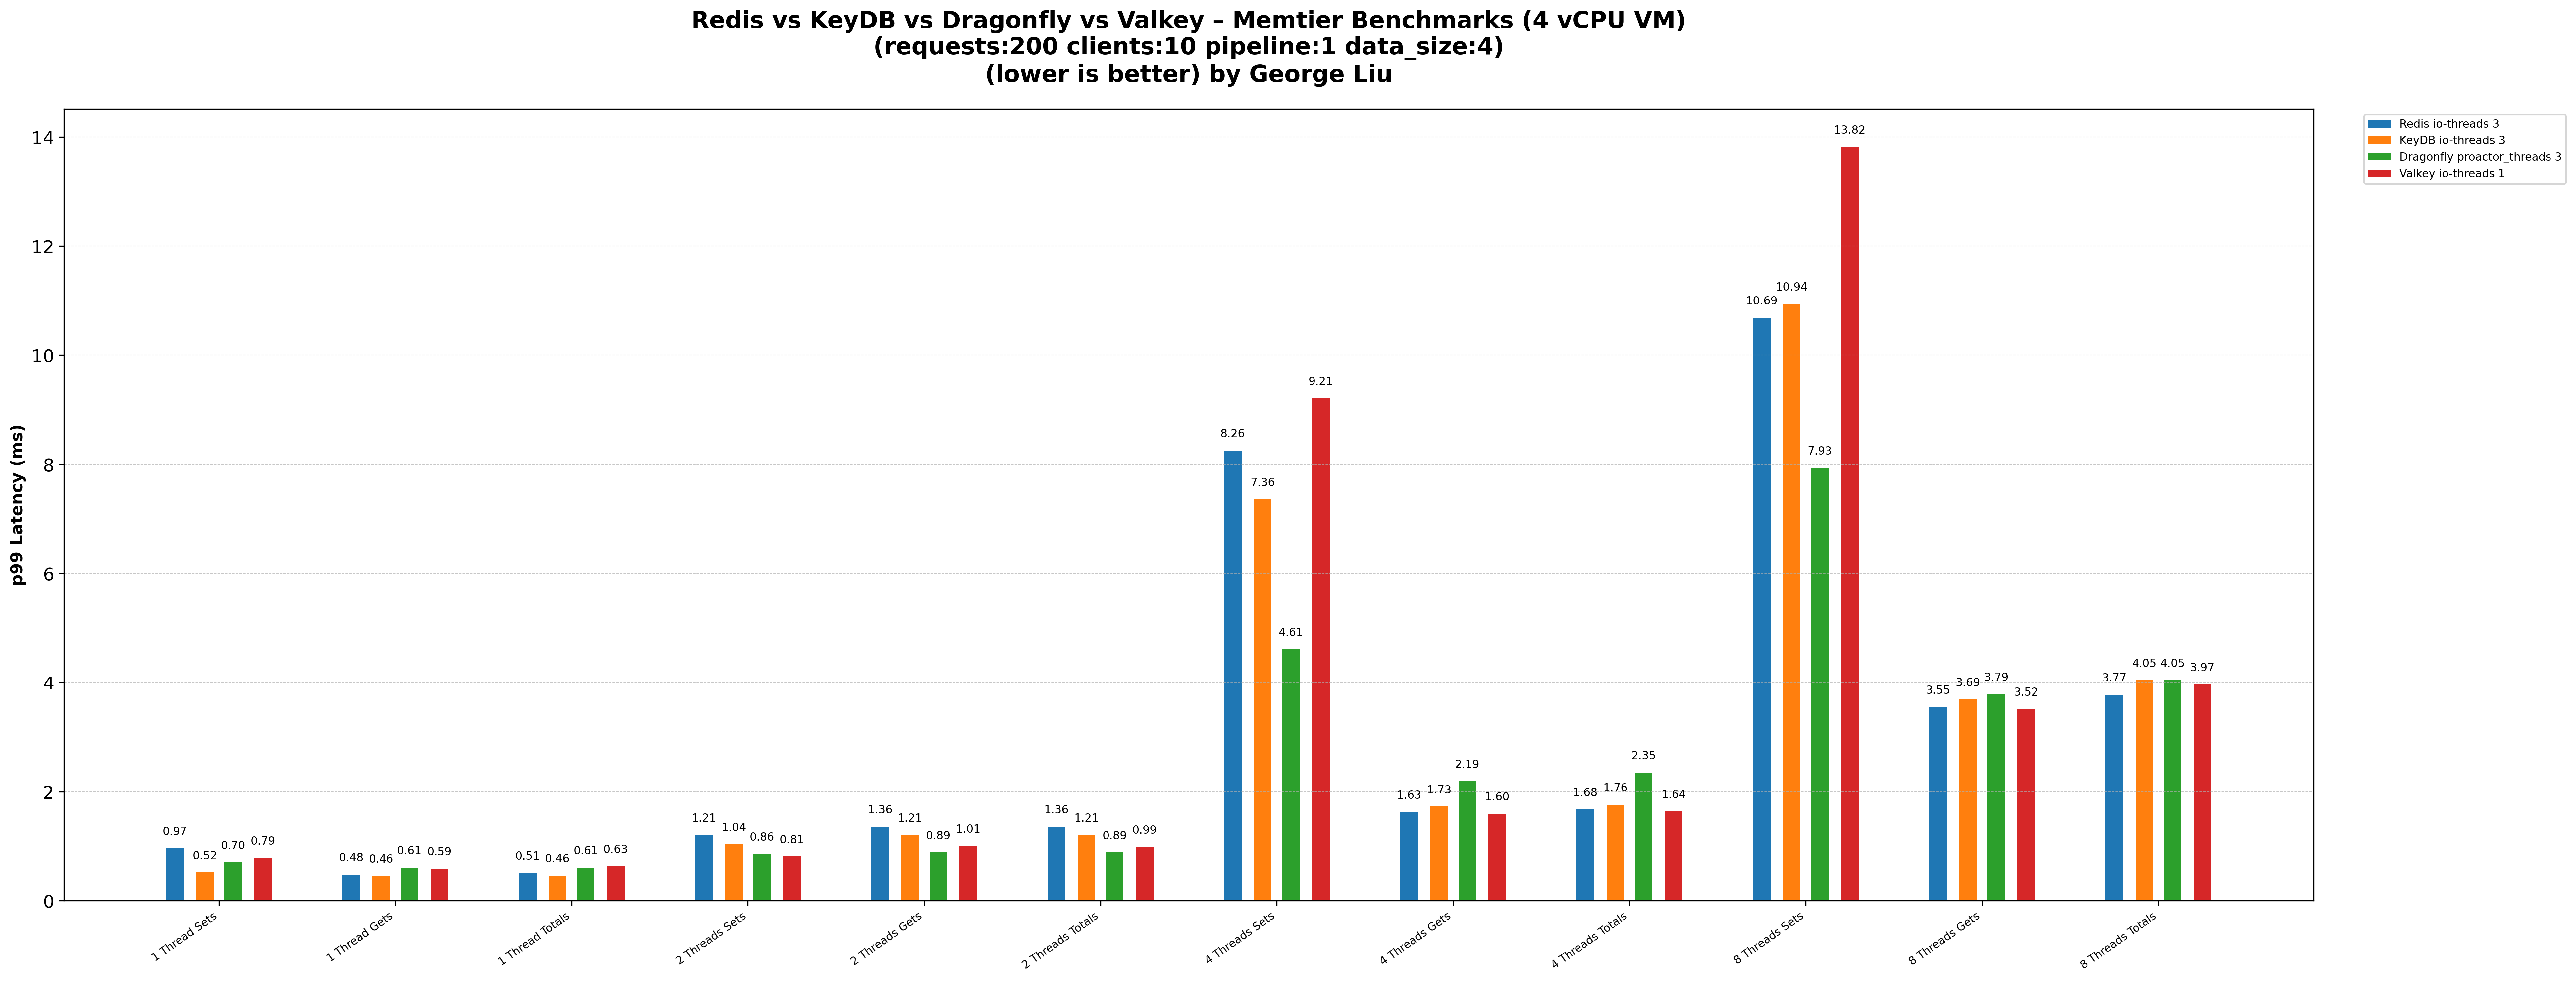 Redis vs KeyDB vs Dragonfly vs Valkey – Memtier Benchmarks (4 vCPU VM)
(requests:200 clients:10 pipeline:1 data_size:4)
(lower is better) by George Liu
p99 Latency (ms)
14
12
10
8
6
4
2
0
Redis io-threads 3
KeyDB io-threads 3
Dragonfly proactor_threads 3
Valkey io-threads 1
0.97 0.52 0.70 0.79
0.48 0.46 0.61 0.59
0.51 0.46 0.61 0.63
1.21 1.04 0.86 0.81
1.36 1.21 0.89 1.01
1.36 1.21 0.89 0.99
8.26 7.36 4.61 9.21
1.63 1.73 2.19 1.60
1.68 1.76 2.35 1.64
10.69 10.94 7.93 13.82
3.55 3.69 3.79 3.52
3.77 4.05 4.05 3.97
1 Thread Sets
1 Thread Gets
1 Thread Totals
2 Threads Sets
2 Threads Gets
2 Threads Totals
4 Threads Sets
4 Threads Gets
4 Threads Totals
8 Threads Sets
8 Threads Gets
8 Threads Totals